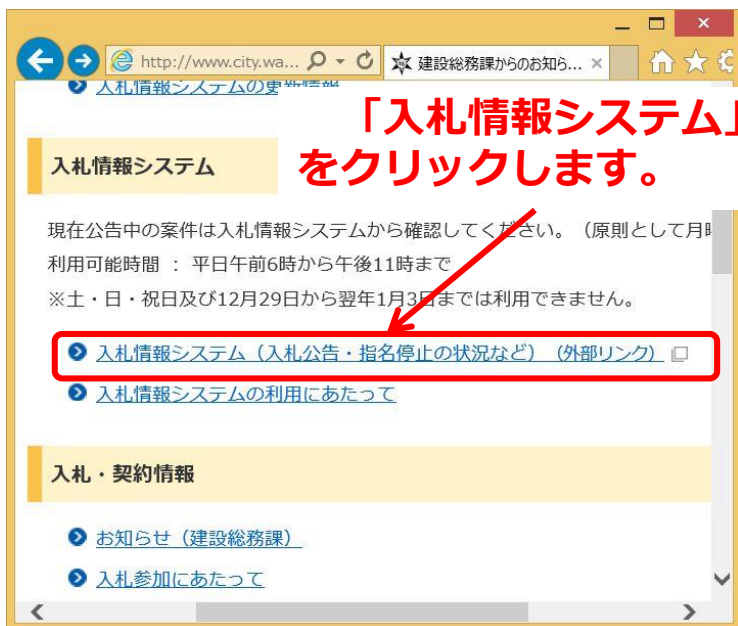 http://www.city.wa...
建設総務課からのお知ら...
入札情報システムの更新情報
「入札情報システム」
をクリックします。
入札情報システム
現在公告中の案件は入札情報システムから確認してください。（原則として月
利用可能時間 ： 平日午前6時から午後11時まで
※土・日・祝日及び12月29日から翌年1月3日までは利用できません。
入札情報システム（入札公告・指名停止の状況など）（外部リンク）
入札情報システムの利用にあたって
入札・契約情報
お知らせ（建設総務課）
入札参加にあたって